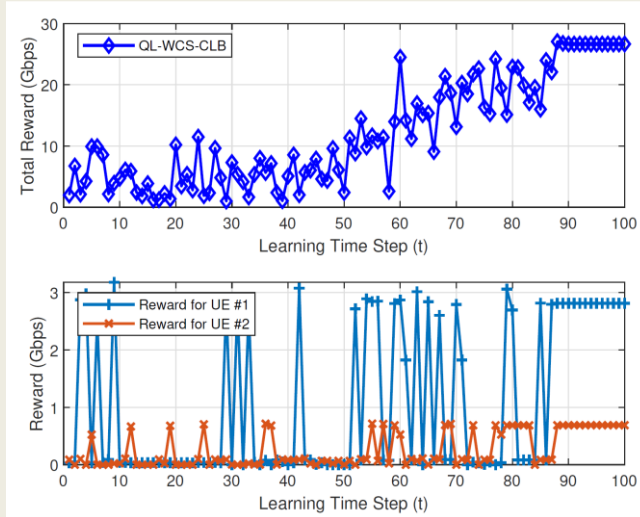 30
20
10
0
Total Reward (Gbps)
QL-WCS-CLB
0 10 20 30 40 50 60 70 80 90 100
Learning Time Step (t)
3
2
1
0
Reward (Gbps)
Reward for UE #1
Reward for UE #2
0 10 20 30 40 50 60 70 80 90 100
Learning Time Step (t)